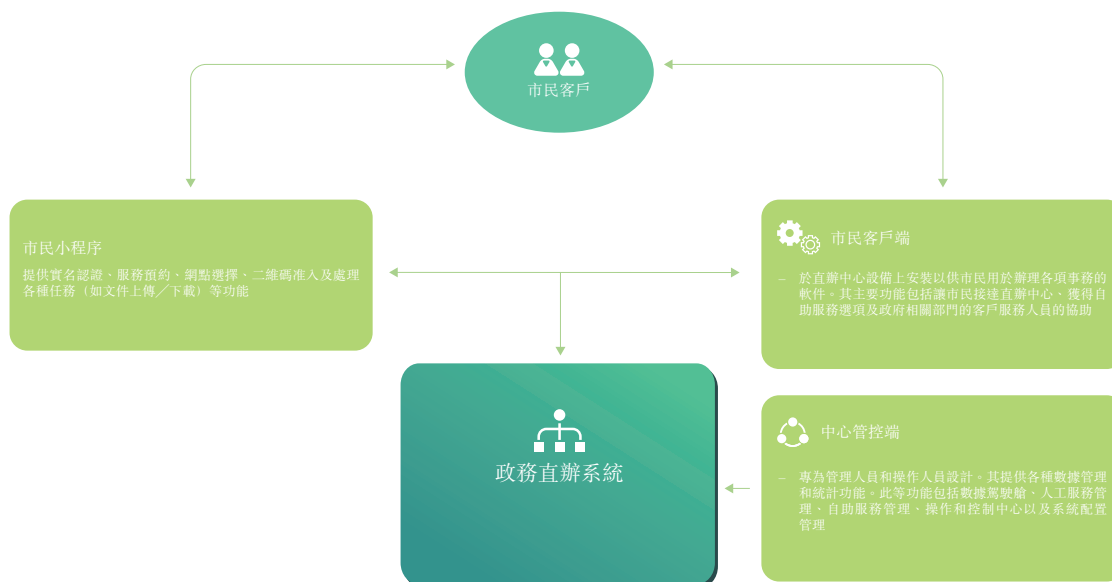 市民客戶
市民小程序
提供實名認證、服務預約、網點選擇、二維碼准入及處理
各種任務（如文件上傳／下載）等功能
市民客戶端
– 於直辦中心設備上安裝以供市民用於辦理各項事務的
軟件。其主要功能包括讓市民接達直辦中心、獲得自
助服務選項及政府相關部門的客戶服務人員的協助
政務直辦系統
中心管控端
– 專為管理人員和操作人員設計。其提供各種數據管理
和統計功能。此等功能包括數據駕駛艙、人工服務管
理、自助服務管理、操作和控制中心以及系統配置
管理